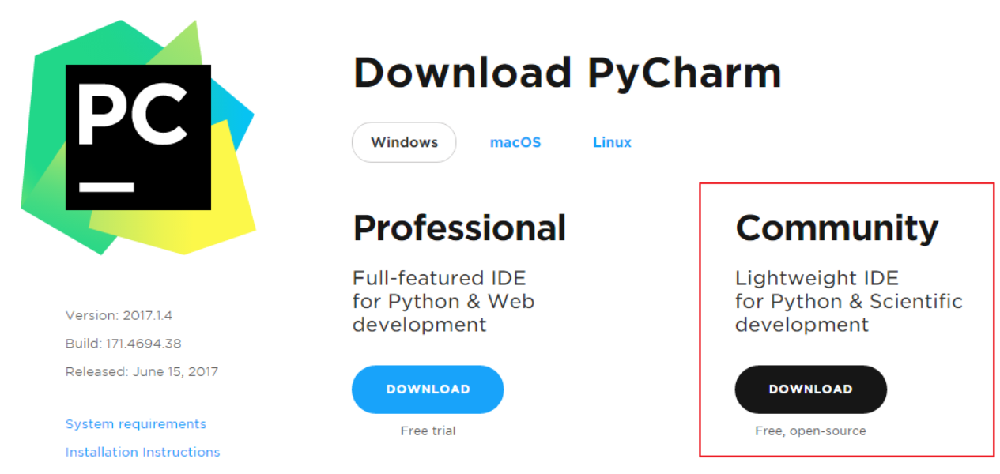 PC
Download PyCharm
Windows
macOS
Linux
Professional
Full-featured IDE
for Python & Web
development
DOWNLOAD
Free trial
Community
Lightweight IDE
for Python & Scientific
development
DOWNLOAD
Free, open-source
Version: 2017.1.4
Build: 171.4694.38
Released: June 15, 2017
System requirements
Installation Instructions